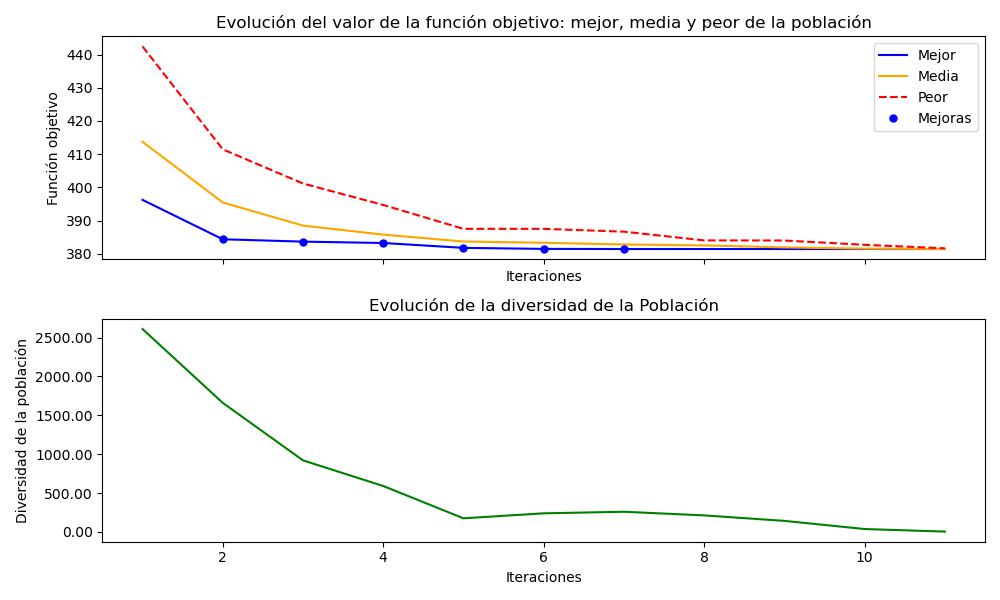 Evolución del valor de la función objetivo: mejor, media y peor de la población
Función objetivo
440
430
420
410
400
390
380
Mejor
Media
Peor
Mejoras
Iteraciones
Evolución de la diversidad de la Población
Diversidad de la población
2500.00
2000.00
1500.00
1000.00
500.00
0.00
2 4 6 8 10
Iteraciones